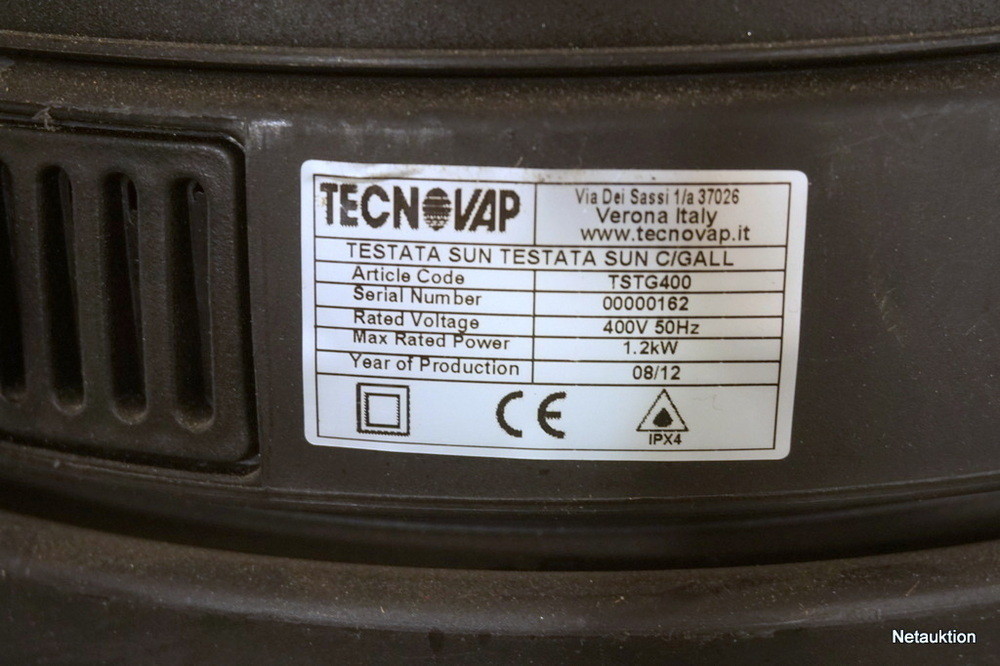 TECNOVAP
Via Dei Sassi 1/a 37026
Verona Italy
www.tecnovap.it
TESTATA SUN TESTATA SUN C/GALL
Article Code TSTG400
Serial Number 00000162
Rated Voltage 400V 50Hz
Max Rated Power 1.2kW
Year of Production 08/12
CE
IPX4
Netauktion